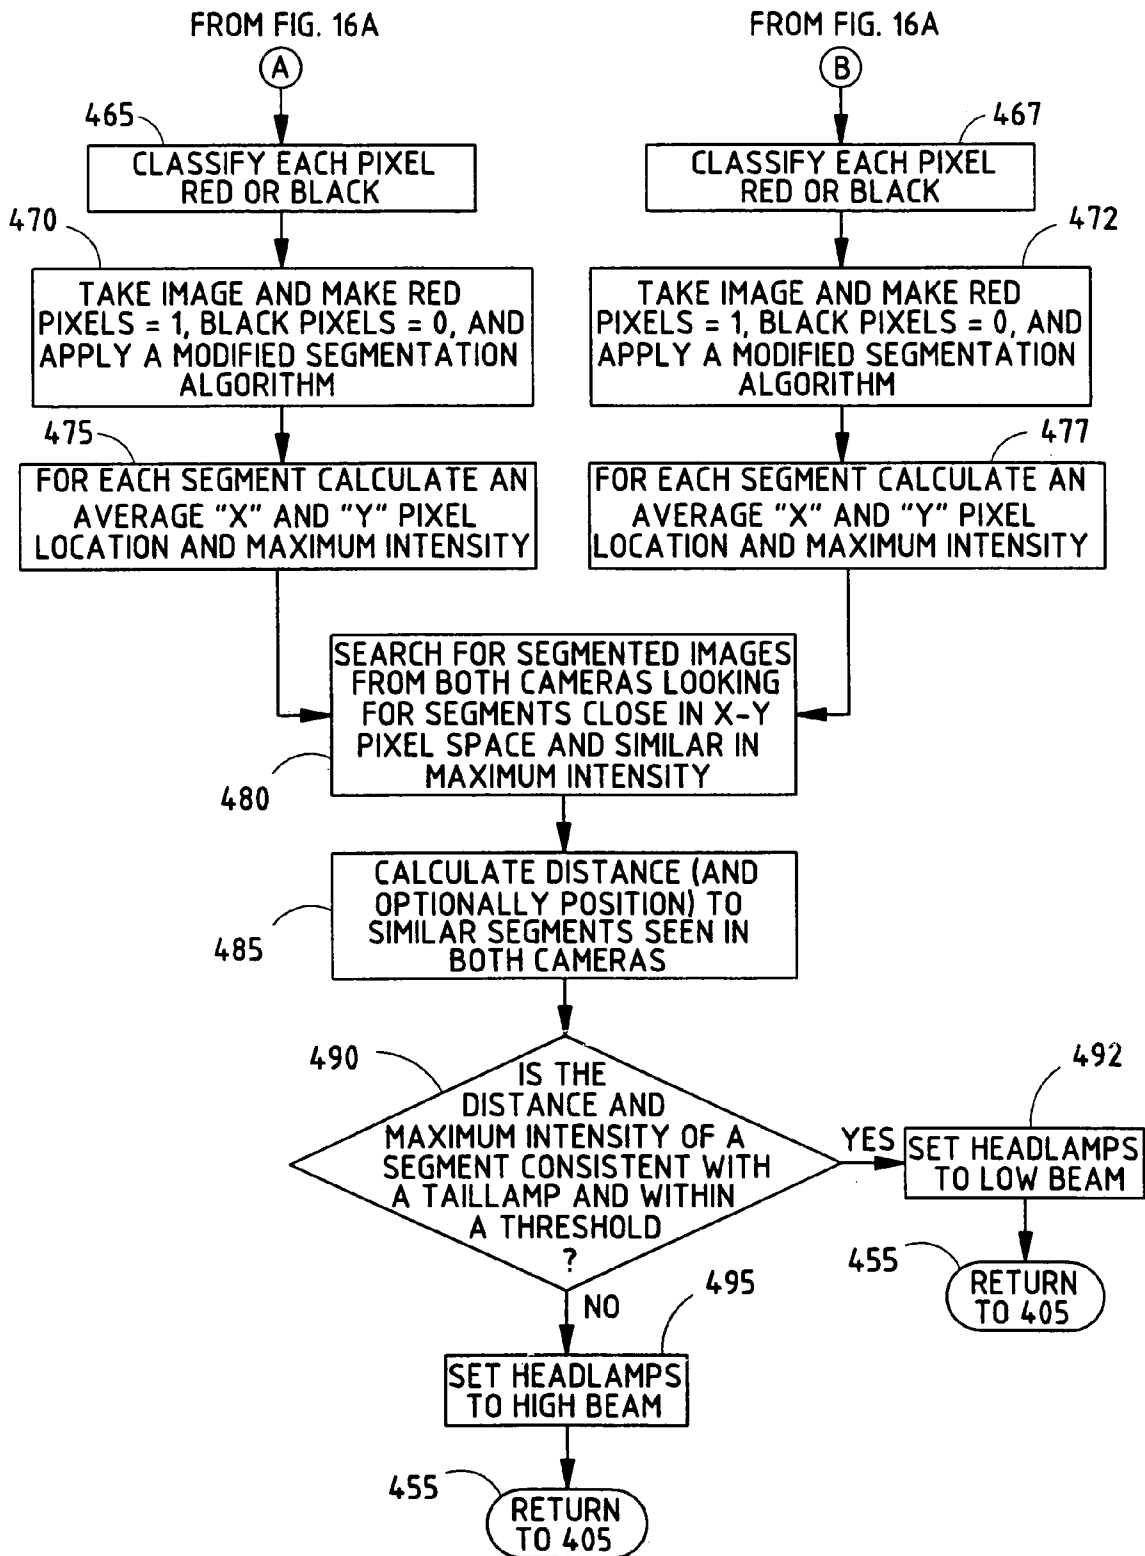 FROM FIG. 16A
A
465
CLASSIFY EACH PIXEL
RED OR BLACK
470
TAKE IMAGE AND MAKE RED
PIXELS = 1, BLACK PIXELS = 0, AND
APPLY A MODIFIED SEGMENTATION
ALGORITHM
475
FOR EACH SEGMENT CALCULATE AN
AVERAGE "X" AND "Y" PIXEL
LOCATION AND MAXIMUM INTENSITY
FROM FIG. 16A
B
467
CLASSIFY EACH PIXEL
RED OR BLACK
472
TAKE IMAGE AND MAKE RED
PIXELS = 1, BLACK PIXELS = 0, AND
APPLY A MODIFIED SEGMENTATION
ALGORITHM
477
FOR EACH SEGMENT CALCULATE AN
AVERAGE "X" AND "Y" PIXEL
LOCATION AND MAXIMUM INTENSITY
SEARCH FOR SEGMENTED IMAGES
FROM BOTH CAMERAS LOOKING
FOR SEGMENTS CLOSE IN X-Y
PIXEL SPACE AND SIMILAR IN
MAXIMUM INTENSITY
480
CALCULATE DISTANCE (AND
OPTIONALLY POSITION) TO
SIMILAR SEGMENTS SEEN IN
BOTH CAMERAS
485
490
IS THE
DISTANCE AND
MAXIMUM INTENSITY OF A
SEGMENT CONSISTENT WITH
A TAILLAMP AND WITHIN
A THRESHOLD
?
YES
492
SET HEADLAMPS
TO LOW BEAM
455
RETURN
TO 405
NO
495
SET HEADLAMPS
TO HIGH BEAM
455
RETURN
TO 405